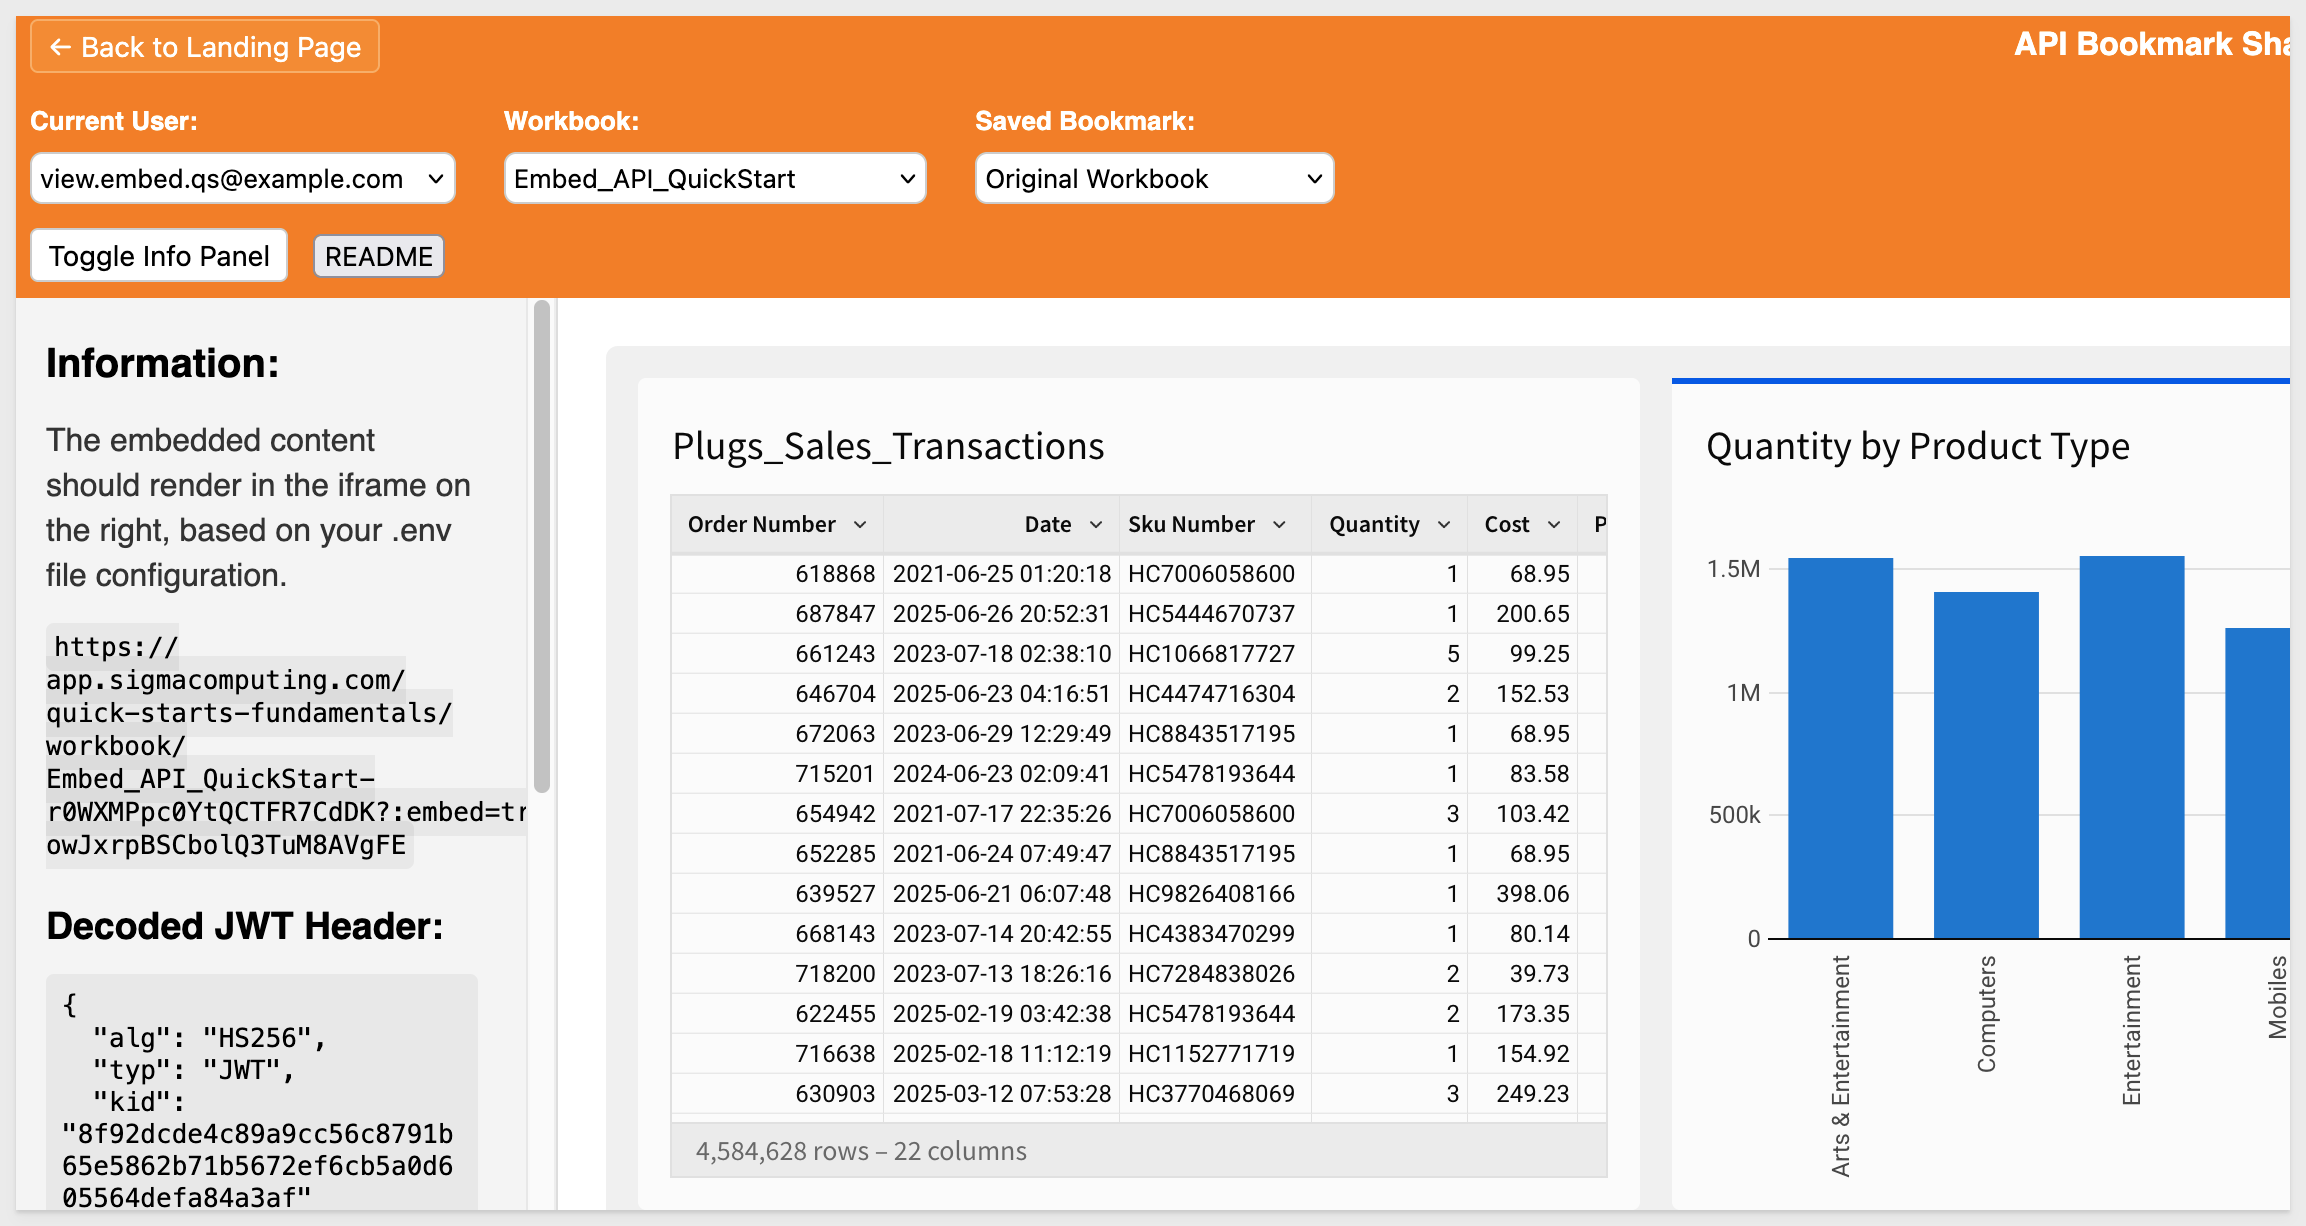 ← Back to Landing Page
API Bookmark Sha
Current User:
Workbook:
Saved Bookmark:
view.embed.qs@example.com
Embed_API_QuickStart
Original Workbook
Toggle Info Panel
README
Information:
The embedded content
should render in the iframe on
the right, based on your .env
file configuration.
https://
app.sigmacomputing.com/
quick-starts-fundamentals/
workbook/
Embed_API_QuickStart-
r0WXMPpc0YtQCTFR7CdDK?:embed=tr
owJxrpBSCbolQ3TuM8AVgFE
Decoded JWT Header:
{
"alg": "HS256",
"typ": "JWT",
"kid":
"8f92dcde4c89a9cc56c8791b
65e5862b71b5672ef6cb5a0d6
05564defa84a3af"
Plugs_Sales_Transactions
Order Number Date Sku Number Quantity Cost P
618868 2021-06-25 01:20:18 HC7006058600 1 68.95
687847 2025-06-26 20:52:31 HC5444670737 1 200.65
661243 2023-07-18 02:38:10 HC1066817727 5 99.25
646704 2025-06-23 04:16:51 HC4474716304 2 152.53
672063 2023-06-29 12:29:49 HC8843517195 1 68.95
715201 2024-06-23 02:09:41 HC5478193644 1 83.58
654942 2021-07-17 22:35:26 HC7006058600 3 103.42
652285 2021-06-24 07:49:47 HC8843517195 1 68.95
639527 2025-06-21 06:07:48 HC9826408166 1 398.06
668143 2023-07-14 20:42:55 HC4383470299 1 80.14
718200 2023-07-13 18:26:16 HC7284838026 2 39.73
622455 2025-02-19 03:42:38 HC5478193644 2 173.35
716638 2025-02-18 11:12:19 HC1152771719 1 154.92
630903 2025-03-12 07:53:28 HC3770468069 3 249.23
4,584,628 rows – 22 columns
Quantity by Product Type
1.5M
1M
500k
0
Arts & Entertainment
Computers
Entertainment
Mobiles